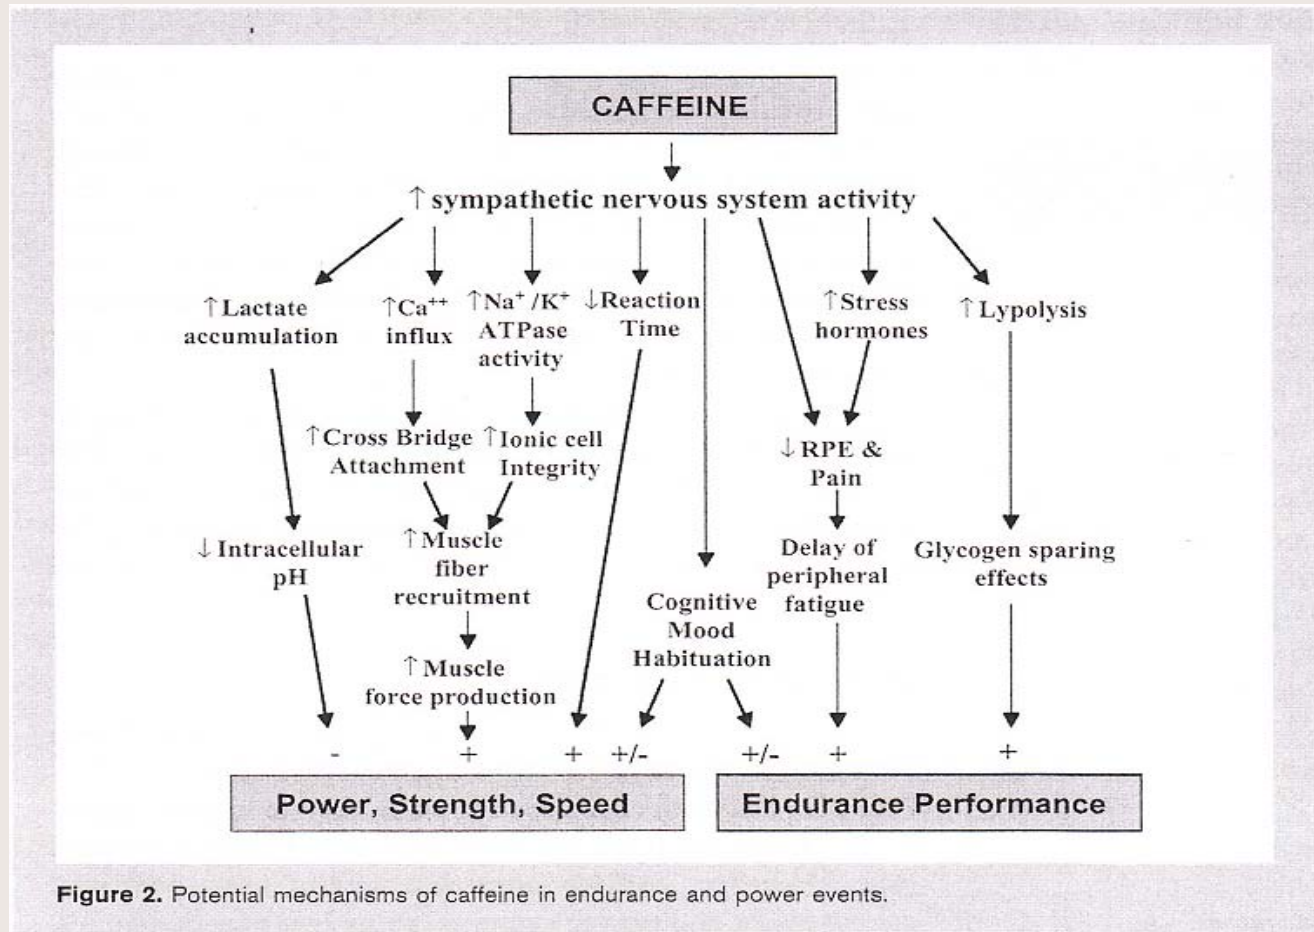 CAFFEINE
↑ sympathetic nervous system activity
↑Lactate
accumulation
↑Ca++
influx
↑Na+ /K+
ATPase
activity
↓Reaction
Time
↑Stress
hormones
↑ Lypolysis
↑Cross Bridge
Attachment
↑Ionic cell
Integrity
↓ RPE &
Pain
↓ Intracellular
pH
↑Muscle
fiber
recruitment
Delay of
peripheral
fatigue
Glycogen sparing
effects
Cognitive
Mood
Habituation
↑ Muscle
force production
- + + +/- +/- + +
Power, Strength, Speed
Endurance Performance
Figure 2. Potential mechanisms of caffeine in endurance and power events.